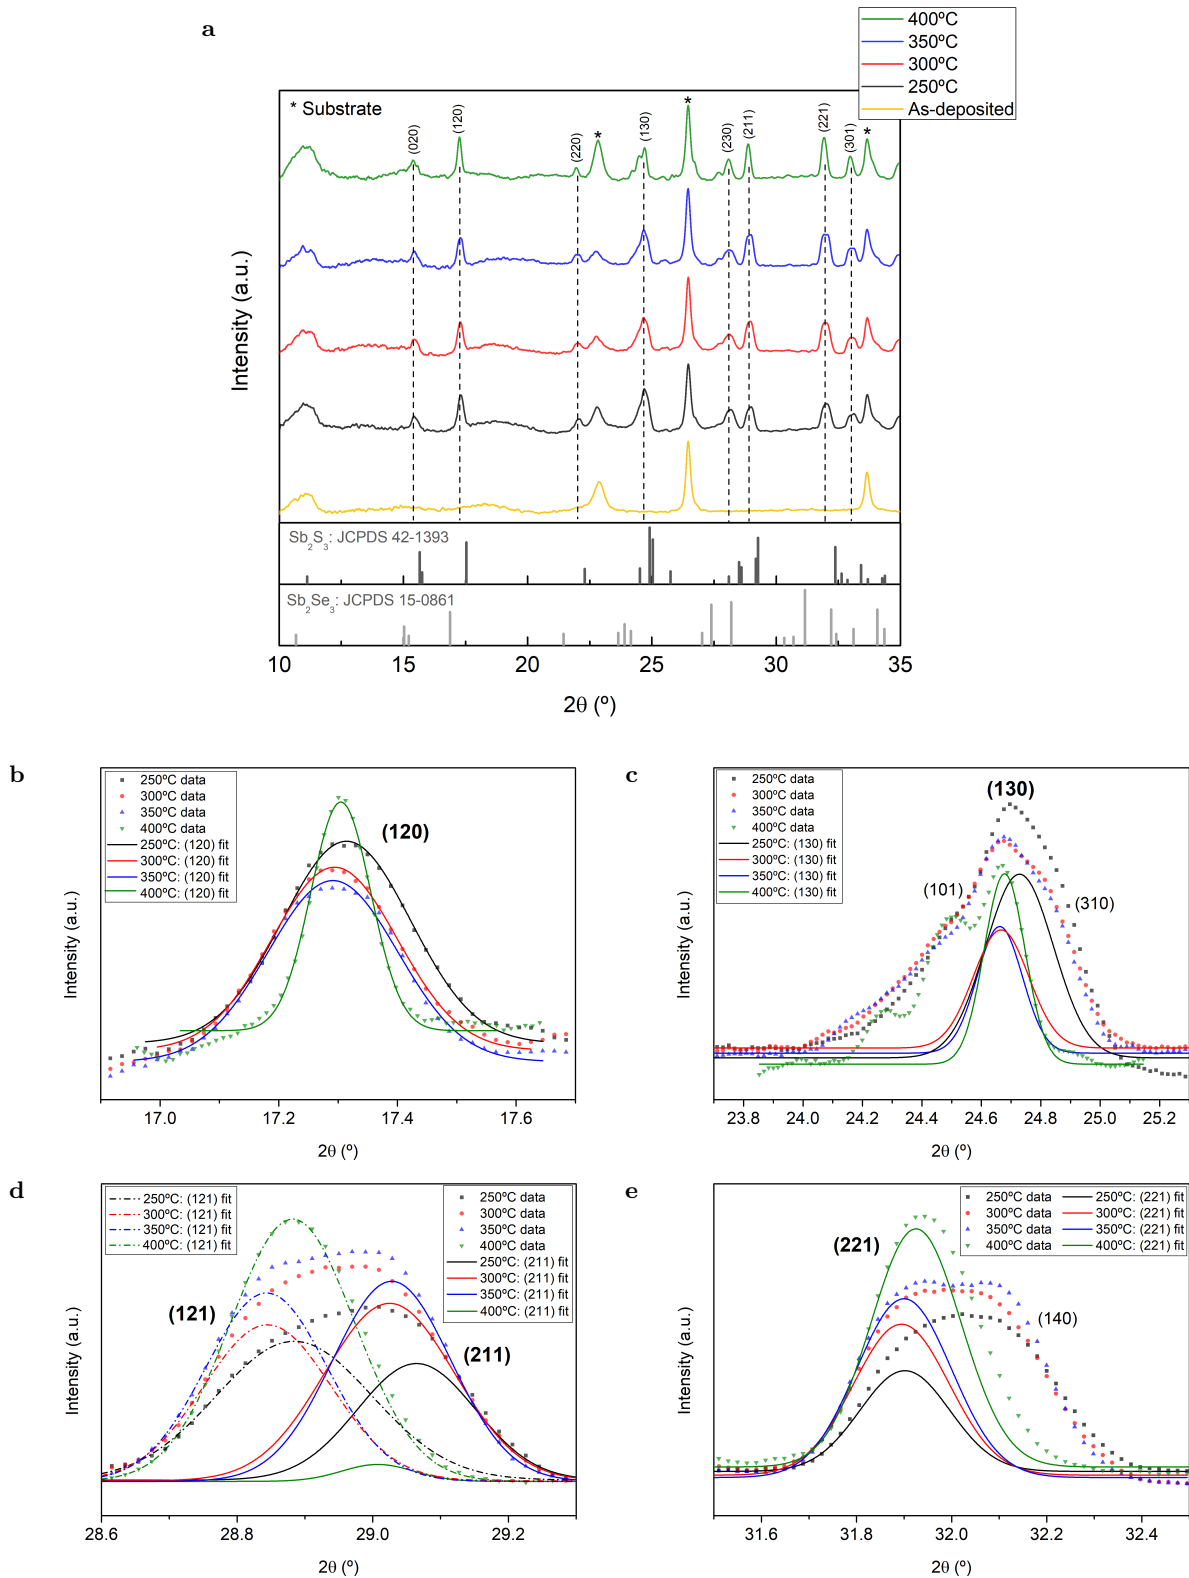 a
400ºC
350ºC
300ºC
250ºC
As-deposited
* Substrate
(020)
(120)
(220)
*
(130)
*
(230)
(211)
(221)
(301)
*
Intensity (a.u.)
Sb2S3: JCPDS 42-1393
Sb2Se3: JCPDS 15-0861
10 15 20 25 30 35
2θ (º)
b
250ºC data
300ºC data
350ºC data
400ºC data
250ºC: (120) fit
300ºC: (120) fit
350ºC: (120) fit
400ºC: (120) fit
(120)
Intensity (a.u.)
17.0 17.2 17.4 17.6
2θ (º)
c
250ºC data
300ºC data
350ºC data
400ºC data
250ºC: (130) fit
300ºC: (130) fit
350ºC: (130) fit
400ºC: (130) fit
(130)
(101)
(310)
Intensity (a.u.)
23.8 24.0 24.2 24.4 24.6 24.8 25.0 25.2
2θ (º)
d
250ºC: (121) fit
300ºC: (121) fit
350ºC: (121) fit
400ºC: (121) fit
250ºC data
300ºC data
350ºC data
400ºC data
250ºC: (211) fit
300ºC: (211) fit
350ºC: (211) fit
400ºC: (211) fit
(121)
(211)
Intensity (a.u.)
28.6 28.8 29.0 29.2
2θ (º)
e
250ºC data
300ºC data
350ºC data
400ºC data
250ºC: (221) fit
300ºC: (221) fit
350ºC: (221) fit
400ºC: (221) fit
(221)
(140)
Intensity (a.u.)
31.6 31.8 32.0 32.2 32.4
2θ (º)